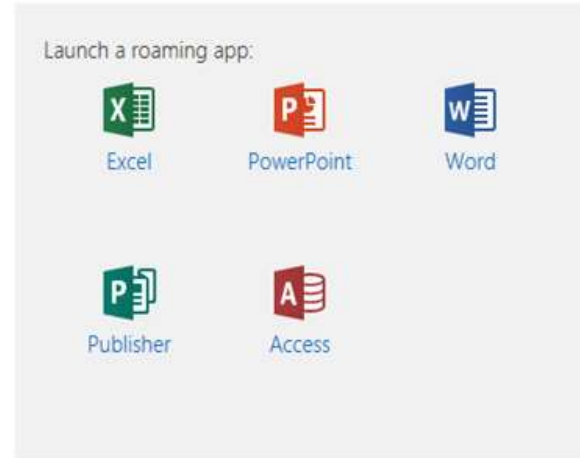 Launch a roaming app:
X P W
Excel PowerPoint Word
P A
Publisher Access